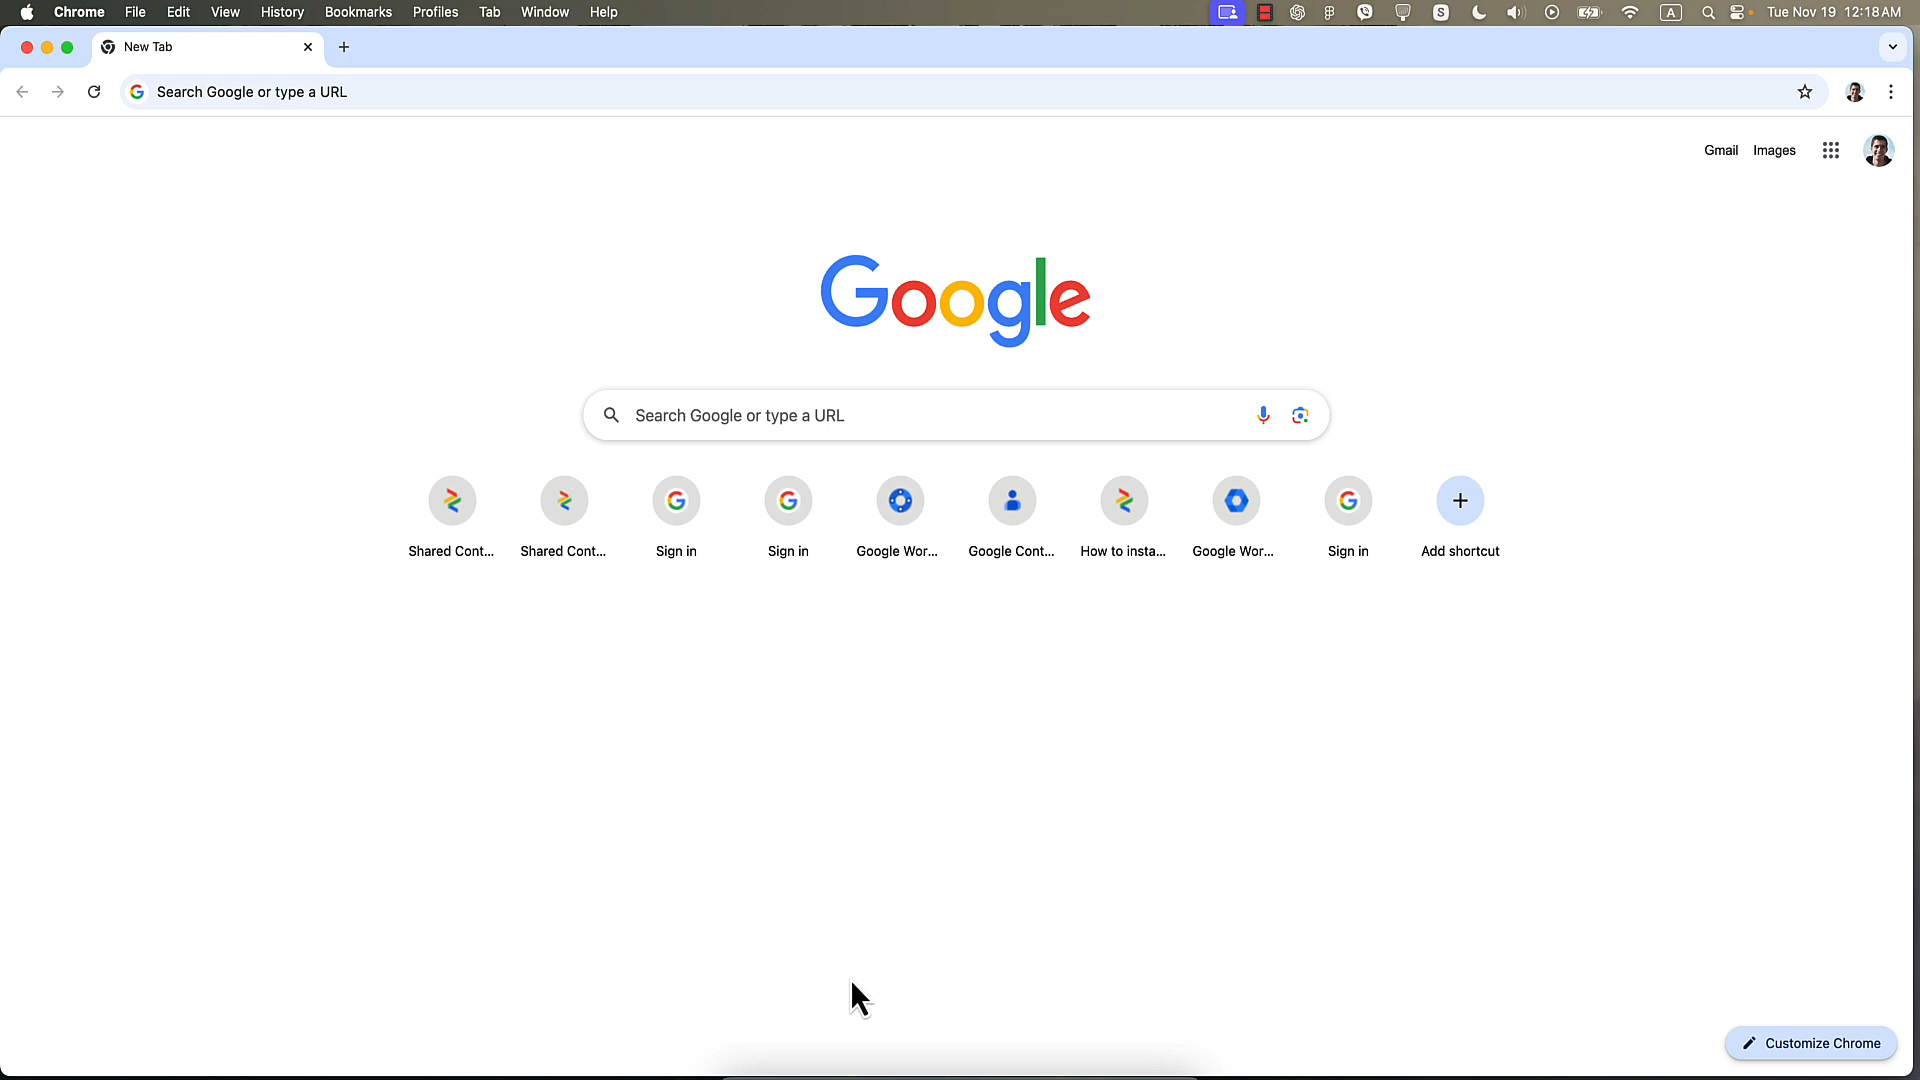 Chrome File Edit View History Bookmarks Profiles Tab Window Help S A Tue Nov 19 12:18 AM
New Tab
Search Google or type a URL
Gmail Images
Google
Search Google or type a URL
Shared Cont... Shared Cont... Sign in Sign in Google Wor... Google Cont... How to insta... Google Wor... Sign in Add shortcut
Customize Chrome